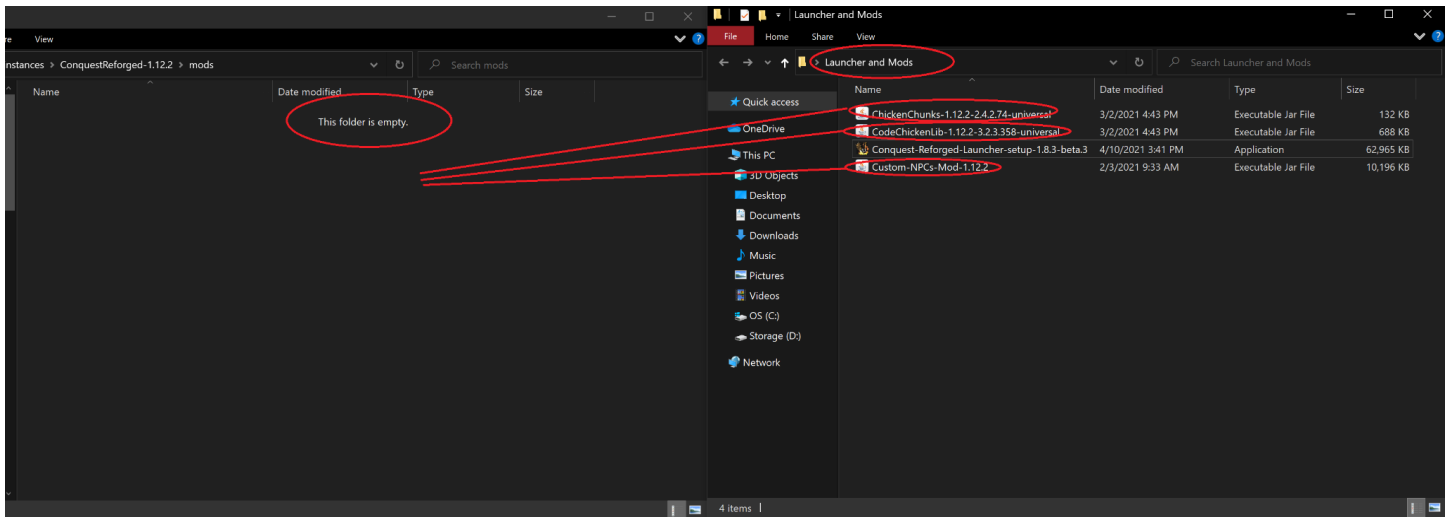 re View
nstances > ConquestReforged-1.12.2 > mods
Search mods
Name Date modified Type Size
This folder is empty.
Launcher and Mods
File Home Share View
Launcher and Mods
Search Launcher and Mods
Name Date modified Type Size
Quick access
OneDrive
This PC
3D Objects
Desktop
Documents
Downloads
Music
Pictures
Videos
OS (C:)
Storage (D:)
Network
ChickenChunks-1.12.2-2.4.2.74-universal 3/2/2021 4:43 PM Executable Jar File 132 KB
CodeChickenLib-1.12.2-3.2.3.358-universal 3/2/2021 4:43 PM Executable Jar File 688 KB
Conquest-Reforged-Launcher-setup-1.8.3-beta.3 4/10/2021 3:41 PM Application 62,965 KB
Custom-NPCs-Mod-1.12.2 2/3/2021 9:33 AM Executable Jar File 10,196 KB
4 items